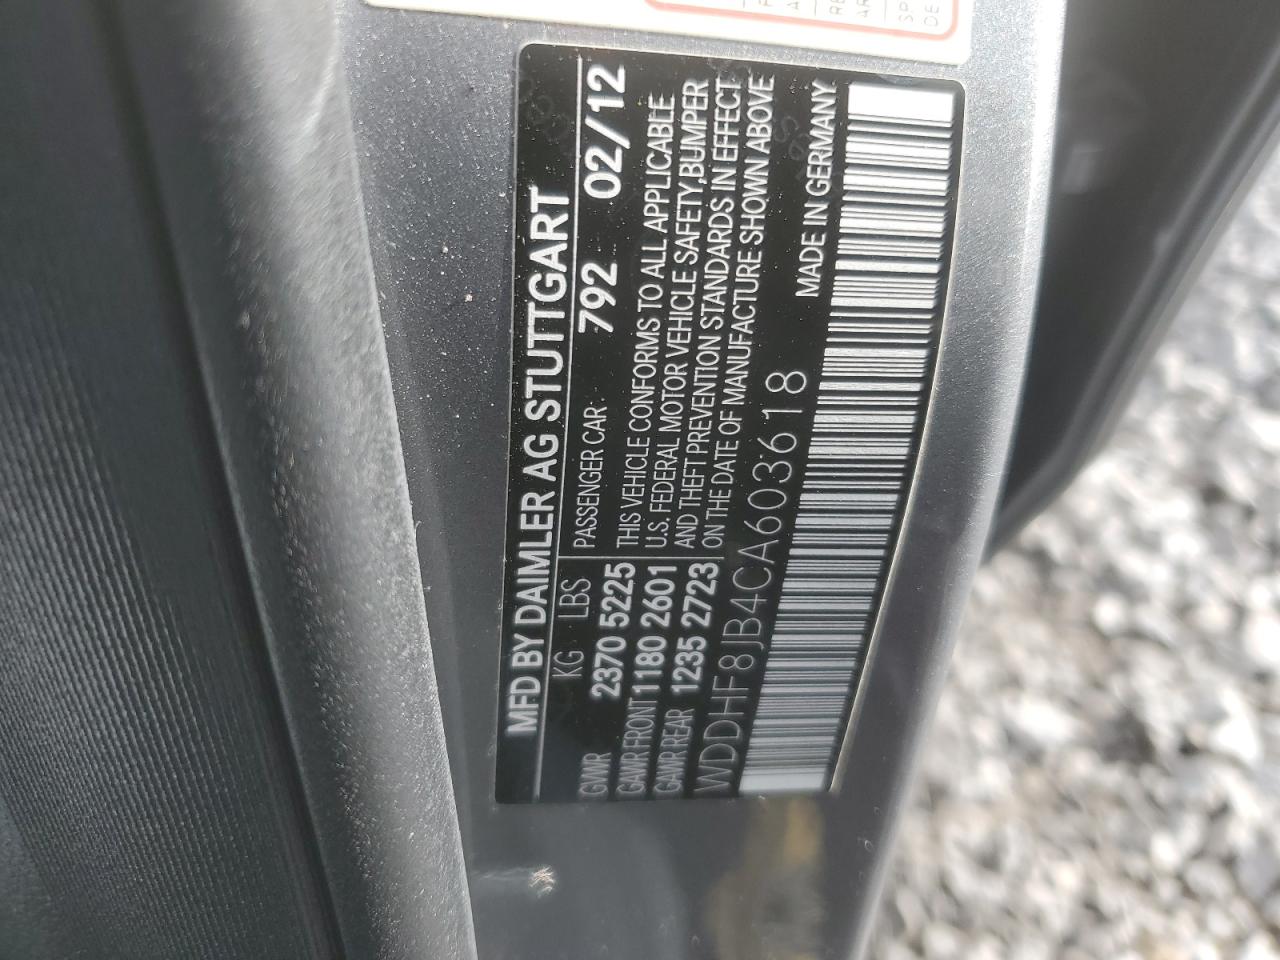 MFD BY DAIMLER AG STUTTGART
KG LBS PASSENGER CAR 792 02/12
GVWR 2370 5225
GAWR FRONT 1180 2601
GAWR REAR 1235 2723
THIS VEHICLE CONFORMS TO ALL APPLICABLE
U.S. FEDERAL MOTOR VEHICLE SAFETY,BUMPER
AND THEFT PREVENTION STANDARDS IN EFFECT
ON THE DATE OF MANUFACTURE SHOWN ABOVE
WDDHF8JB4CA603618 MADE IN GERMANY